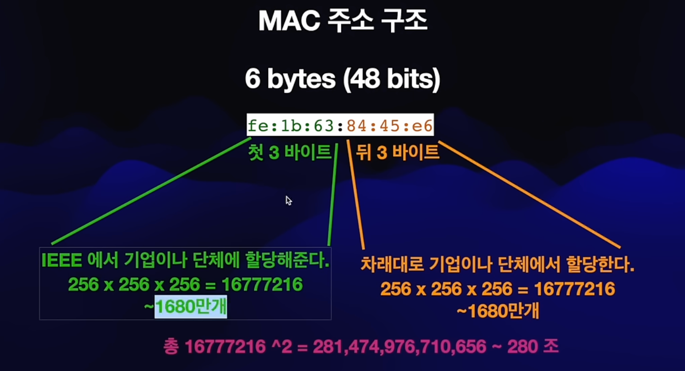 MAC 주소 구조
6 bytes (48 bits)
fe:1b:63:84:45:e6
첫 3 바이트 뒤 3 바이트
IEEE 에서 기업이나 단체에 할당해준다.
256 x 256 x 256 = 16777216
~1680만개
차래대로 기업이나 단체에서 할당한다.
256 x 256 x 256 = 16777216
~1680만개
총 16777216 ^2 = 281,474,976,710,656 ~ 280 조